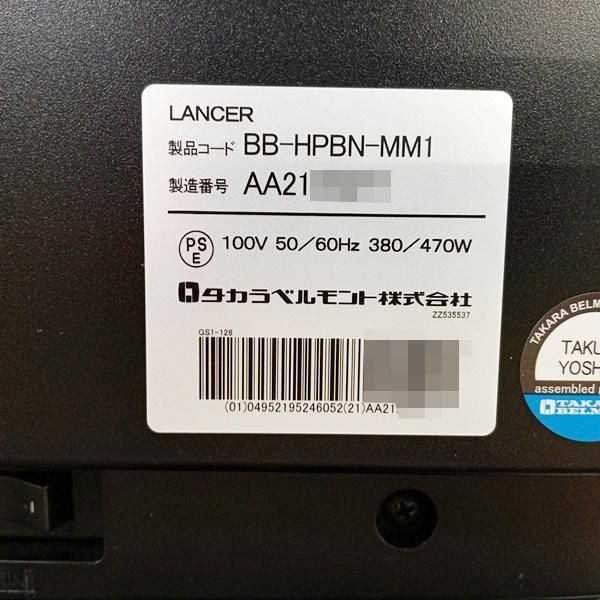 LANCER
製品コード BB-HPBN-MM1
製造番号 AA21
PS
E
100V 50/60Hz 380/470W
タカラベルモント株式会社
ZZ535537
GS1-128
(01)04952195246052(21)AA21
TAKARA BELM
TAKU
YOSH
assembled
TAKA
BELM